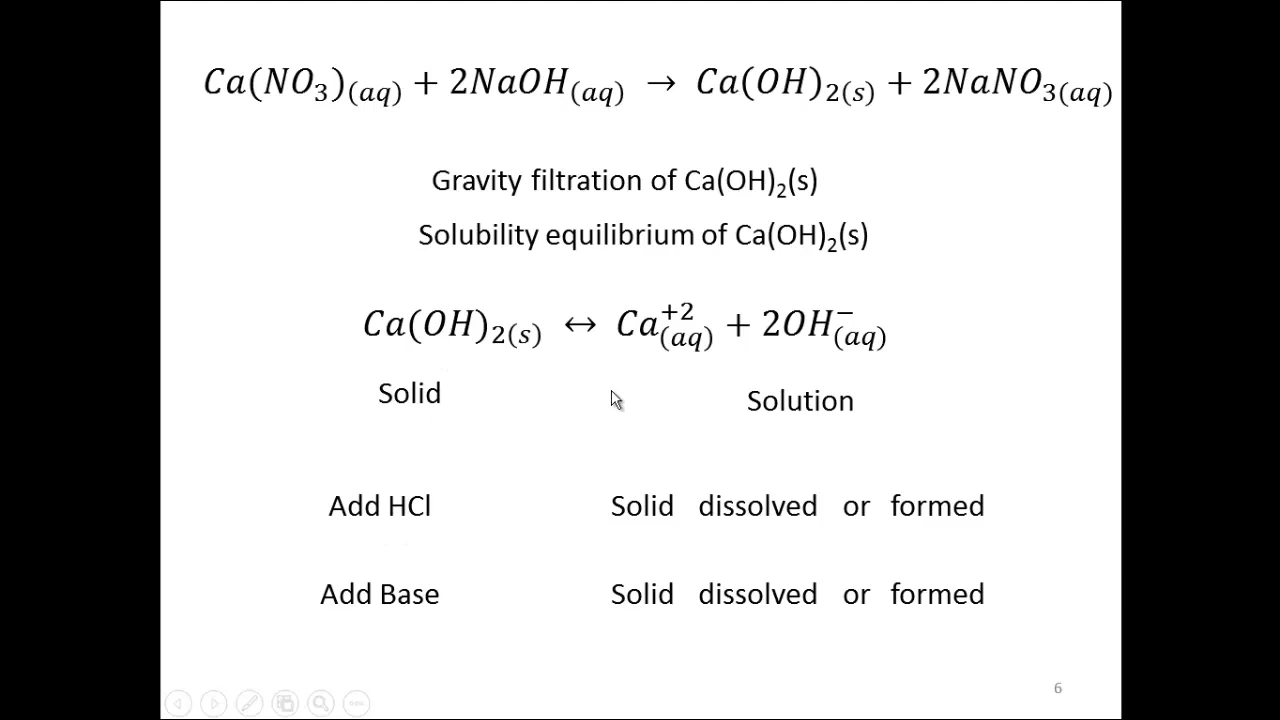 Ca(NO₃)₍aq₎ + 2NaOH₍aq₎ → Ca(OH)₂₍s₎ + 2NaNO₃₍aq₎
Gravity filtration of Ca(OH)₂(s)
Solubility equilibrium of Ca(OH)₂(s)
Ca(OH)₂₍s₎ ↔ Ca⁺²₍aq₎ + 2OH⁻₍aq₎
Solid Solution
Add HCl Solid dissolved or formed
Add Base Solid dissolved or formed
6